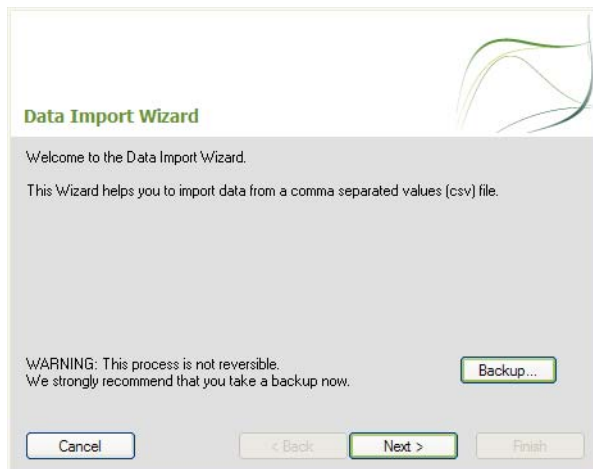 Data Import Wizard
Welcome to the Data Import Wizard.
This Wizard helps you to import data from a comma separated values (csv) file.
WARNING: This process is not reversible.
We strongly recommend that you take a backup now.
Backup...
Cancel
< Back
Next >
Finish